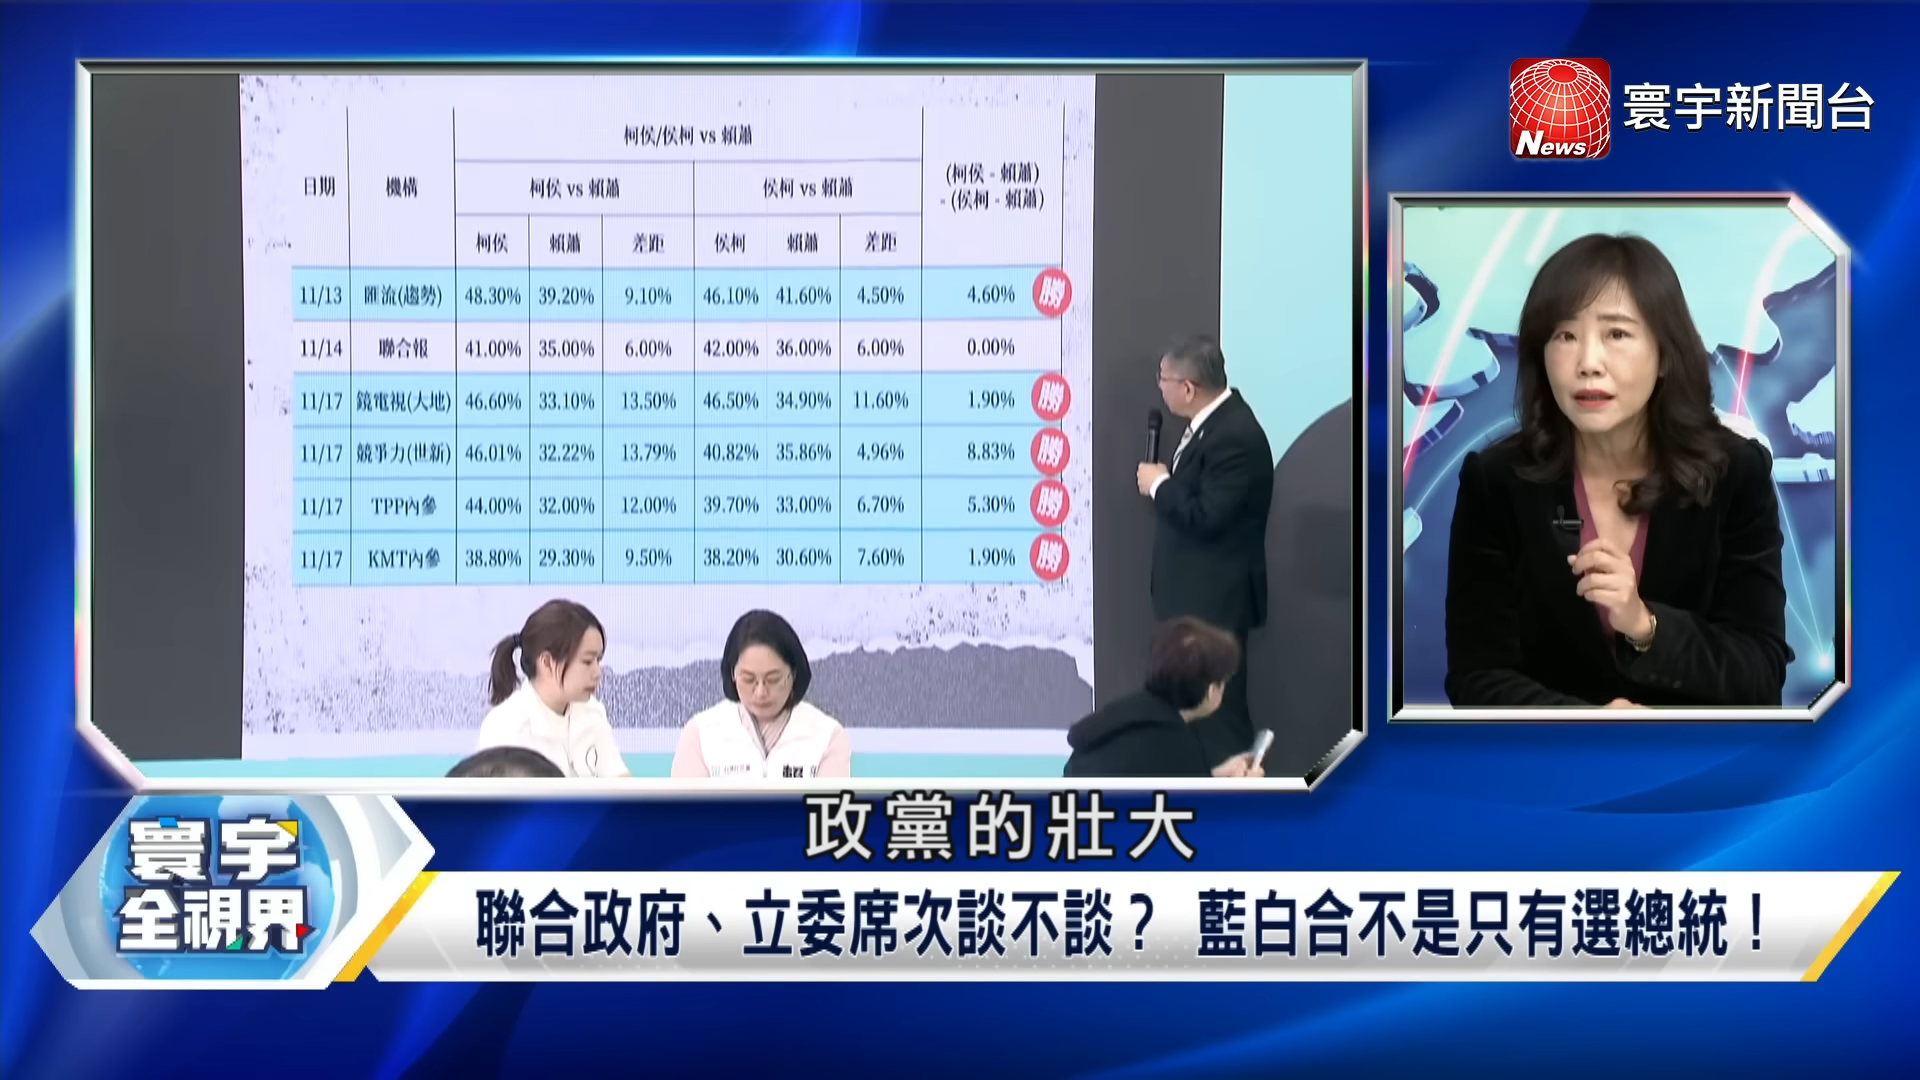 寰宇新聞台
News
柯侯/侯柯 vs 賴蕭
日期 機構 柯侯 vs 賴蕭 侯柯 vs 賴蕭 (柯侯 - 賴蕭)
- (侯柯 - 賴蕭)
柯侯 賴蕭 差距 侯柯 賴蕭 差距
11/13 匯流(趨勢) 48.30% 39.20% 9.10% 46.10% 41.60% 4.50% 4.60% 勝
11/14 聯合報 41.00% 35.00% 6.00% 42.00% 36.00% 6.00% 0.00%
11/17 鏡電視(大地) 46.60% 33.10% 13.50% 46.50% 34.90% 11.60% 1.90% 勝
11/17 競爭力(世新) 46.01% 32.22% 13.79% 40.82% 35.86% 4.96% 8.83% 勝
11/17 TPP內參 44.00% 32.00% 12.00% 39.70% 33.00% 6.70% 5.30% 勝
11/17 KMT內參 38.80% 29.30% 9.50% 38.20% 30.60% 7.60% 1.90% 勝
政黨的壯大
寰宇
全視界
聯合政府、立委席次談不談？ 藍白合不是只有選總統！